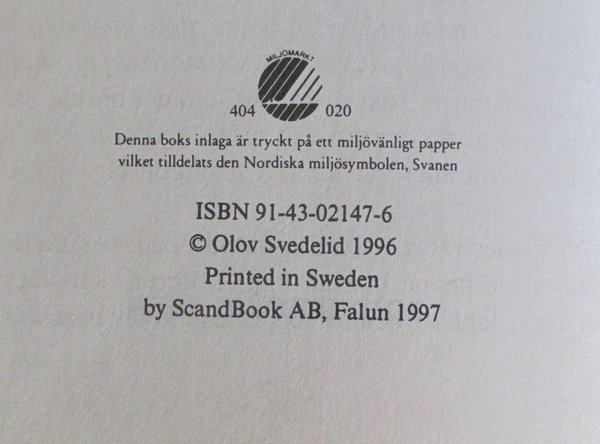 MILJÖMÄRKT
404 020
Denna boks inlaga är tryckt på ett miljövänligt papper
vilket tilldelats den Nordiska miljösymbolen, Svanen
ISBN 91-43-02147-6
© Olov Svedelid 1996
Printed in Sweden
by ScandBook AB, Falun 1997